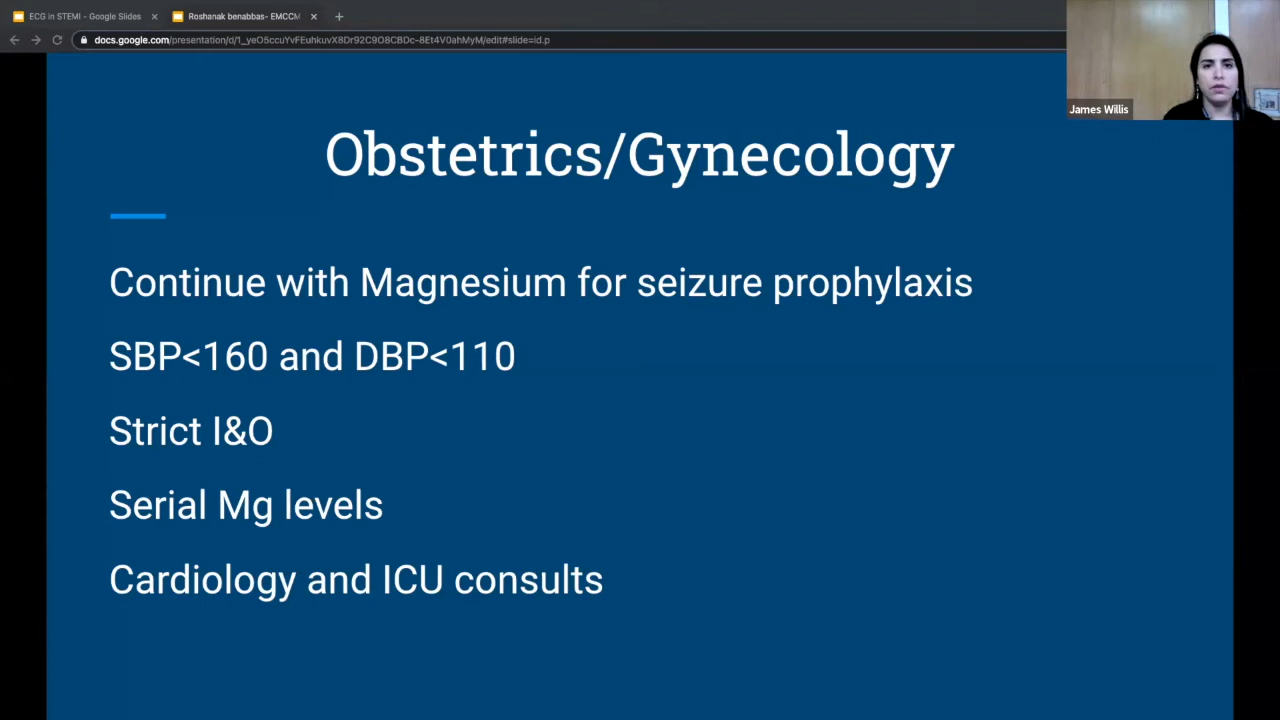 ECG in STEMI - Google Slides
Roshanak benabbas- EMCCM
docs.google.com/presentation/d/1_yeO5ccuYvFEuhkuvX8Dr92C9O8CBDc-8Et4V0ahMyM/edit#slide=id.p
James Willis
Obstetrics/Gynecology
Continue with Magnesium for seizure prophylaxis
SBP<160 and DBP<110
Strict I&O
Serial Mg levels
Cardiology and ICU consults